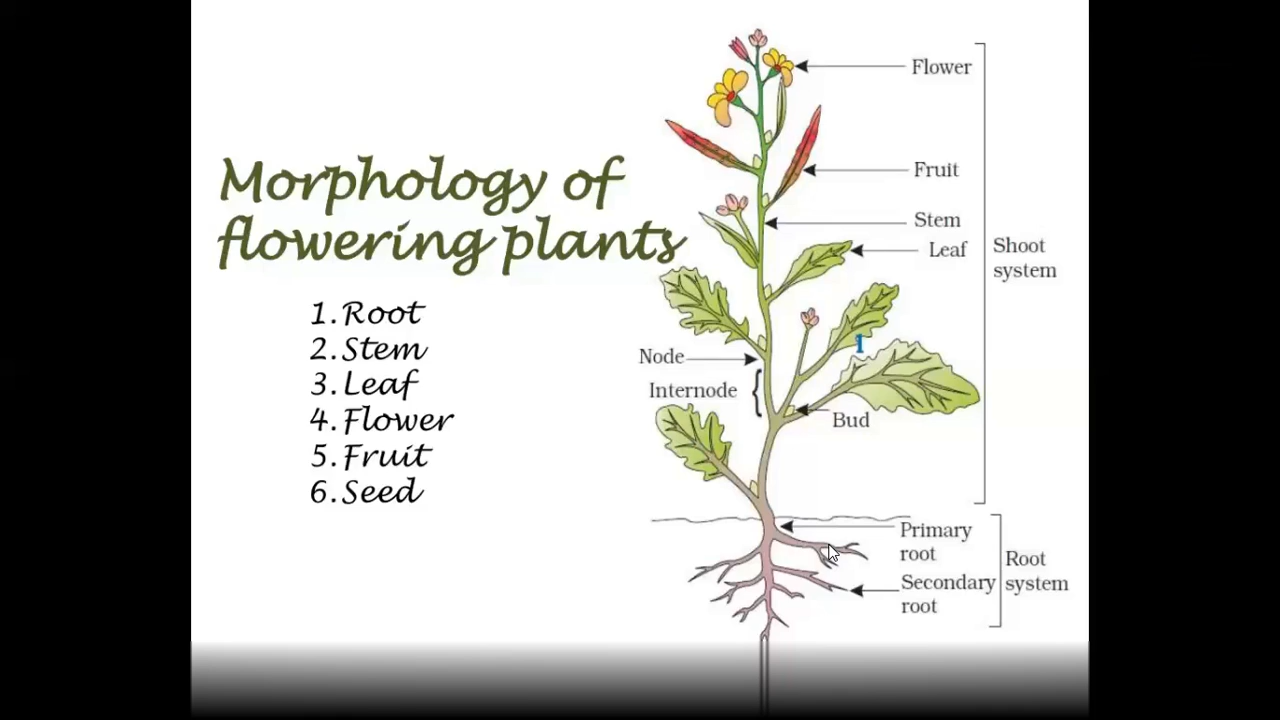 Morphology of
flowering plants
1. Root
2. Stem
3. Leaf
4. Flower
5. Fruit
6. Seed
Flower
Fruit
Stem
Leaf
Shoot
system
1
Node
Internode
Bud
Primary
root
Secondary
root
Root
system